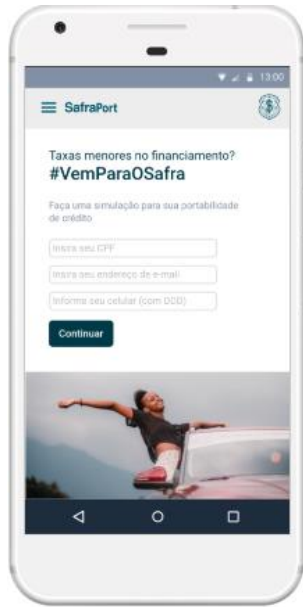 13:00
SafraPort
Taxas menores no financiamento?
#VemParaOSafra
Faça uma simulação para sua portabilidade
de crédito
Insira seu CPF
Insira seu endereço de e-mail
Informe seu celular (com DDD)
Continuar